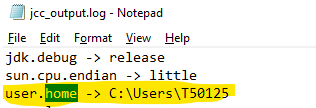 jcc_output.log - Notepad
File Edit Format View Help
jdk.debug -> release
sun.cpu.endian -> little
user.home -> C:\Users\T50125